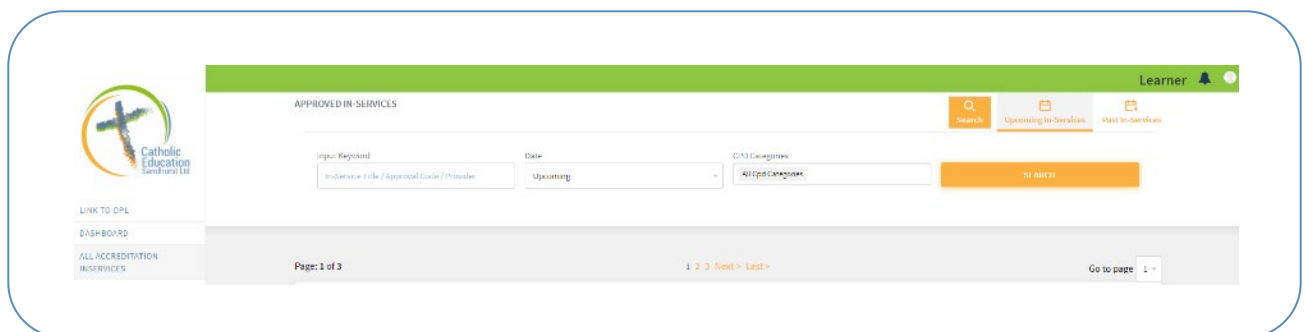 Learner
APPROVED IN-SERVICES
Search
Upcoming In-Services
Past In-Services
Catholic
Education
Sandhurst Ltd
Input Keyword
Date
CPD Categories
In-Service Title / Approval Code / Provider
Upcoming
All Cpd Categories
SEARCH
LINK TO OPL
DASHBOARD
ALL ACCREDITATION
INSERVICES
Page: 1 of 3
1 2 3 Next > Last »
Go to page 1